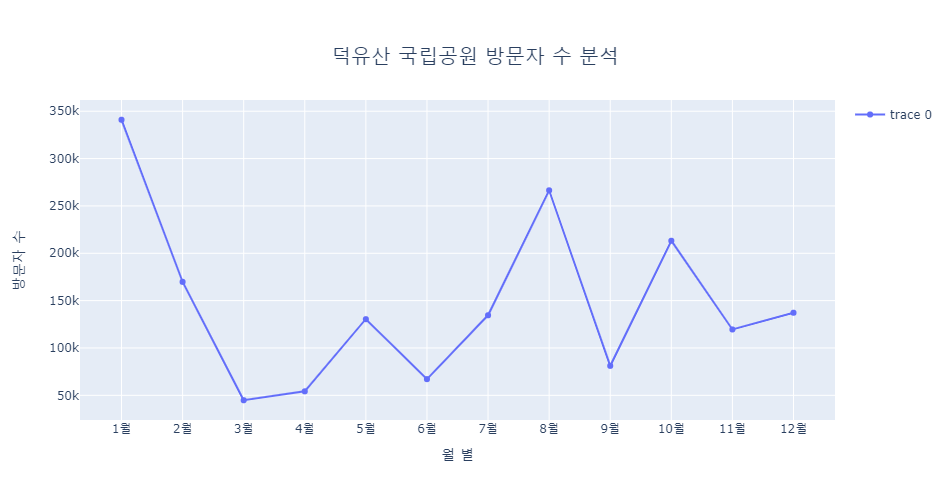 덕유산 국립공원 방문자 수 분석
350k
300k
250k
200k
150k
100k
50k
방문자 수
1월 2월 3월 4월 5월 6월 7월 8월 9월 10월 11월 12월
월 별
trace 0